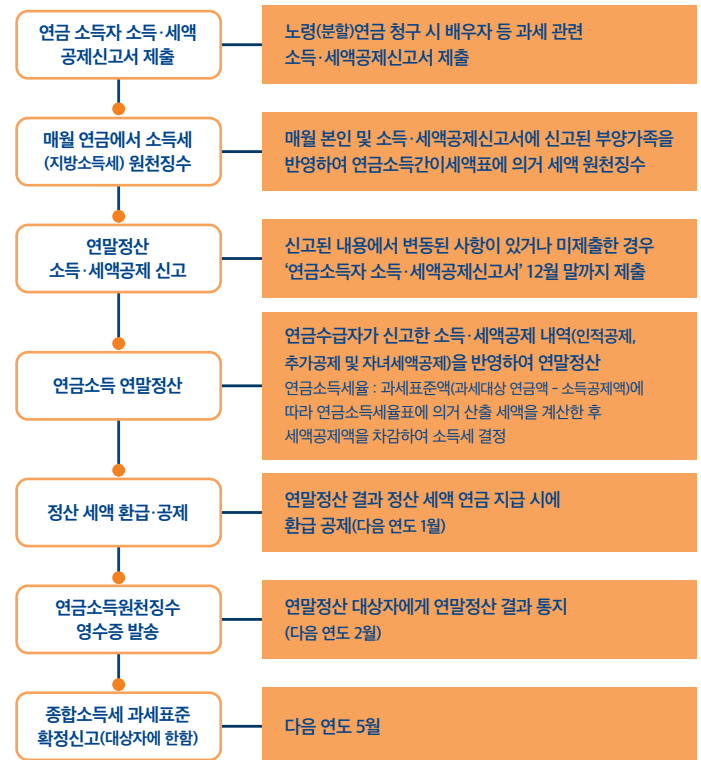 연금 소득자 소득·세액
공제신고서 제출
노령(분할)연금 청구 시 배우자 등 과세 관련
소득·세액공제신고서 제출
매월 연금에서 소득세
(지방소득세) 원천징수
매월 본인 및 소득·세액공제신고서에 신고된 부양가족을
반영하여 연금소득간이세액표에 의거 세액 원천징수
연말정산
소득·세액공제 신고
신고된 내용에서 변동된 사항이 있거나 미제출한 경우
‘연금소득자 소득·세액공제신고서’ 12월 말까지 제출
연금소득 연말정산
연금수급자가 신고한 소득·세액공제 내역(인적공제,
추가공제 및 자녀세액공제)을 반영하여 연말정산
연금소득세율 : 과세표준액(과세대상 연금액 – 소득공제액)에
따라 연금소득세율표에 의거 산출 세액을 계산한 후
세액공제액을 차감하여 소득세 결정
정산 세액 환급·공제
연말정산 결과 정산 세액 연금 지급 시에
환급 공제(다음 연도 1월)
연금소득원천징수
영수증 발송
연말정산 대상자에게 연말정산 결과 통지
(다음 연도 2월)
종합소득세 과세표준
확정신고(대상자에 한함)
다음 연도 5월